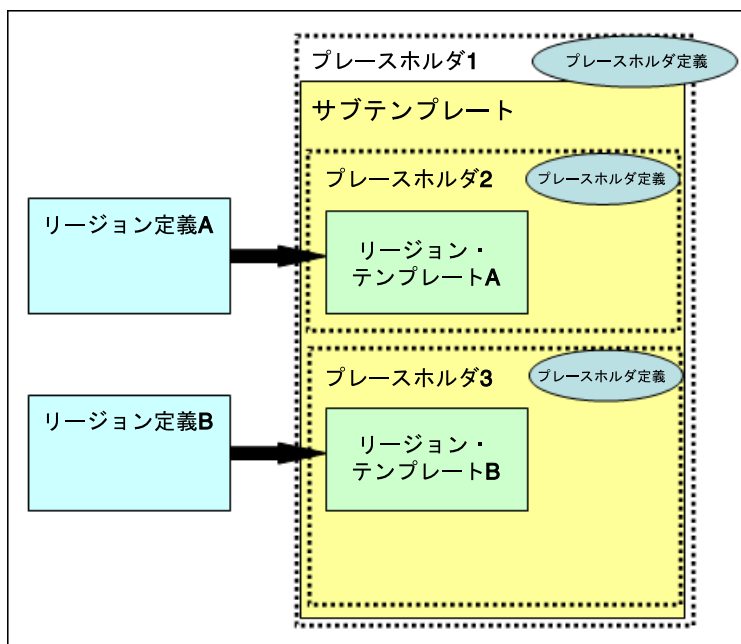 プレースホルダ1
プレースホルダ定義
サブテンプレート
プレースホルダ2
プレースホルダ定義
リージョン定義A
リージョン・
テンプレートA
プレースホルダ3
プレースホルダ定義
リージョン定義B
リージョン・
テンプレートB